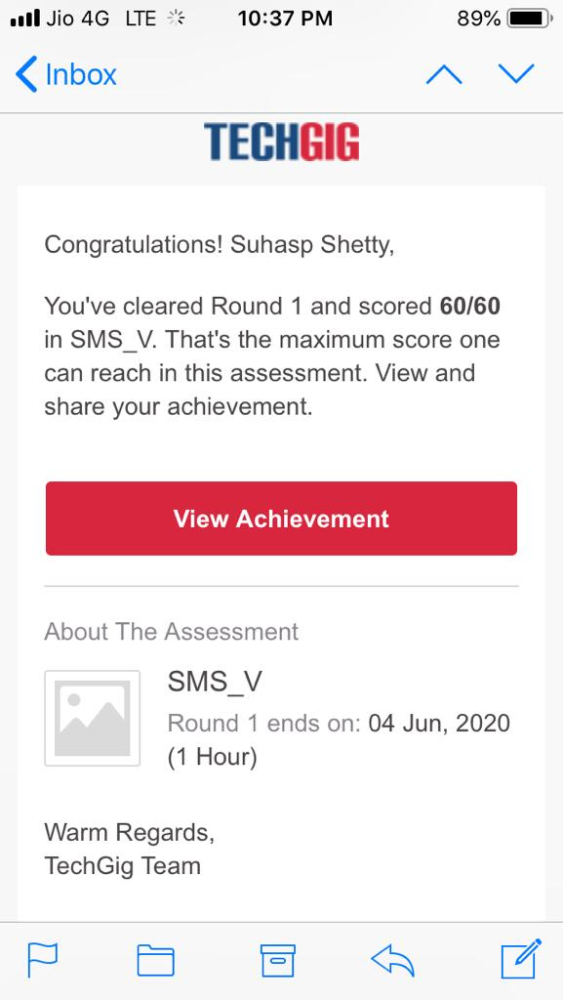 Jio 4G LTE 10:37 PM 89%
Inbox
TECHGIG
Congratulations! Suhasp Shetty,
You've cleared Round 1 and scored 60/60
in SMS_V. That's the maximum score one
can reach in this assessment. View and
share your achievement.
View Achievement
About The Assessment
SMS_V
Round 1 ends on: 04 Jun, 2020
(1 Hour)
Warm Regards,
TechGig Team